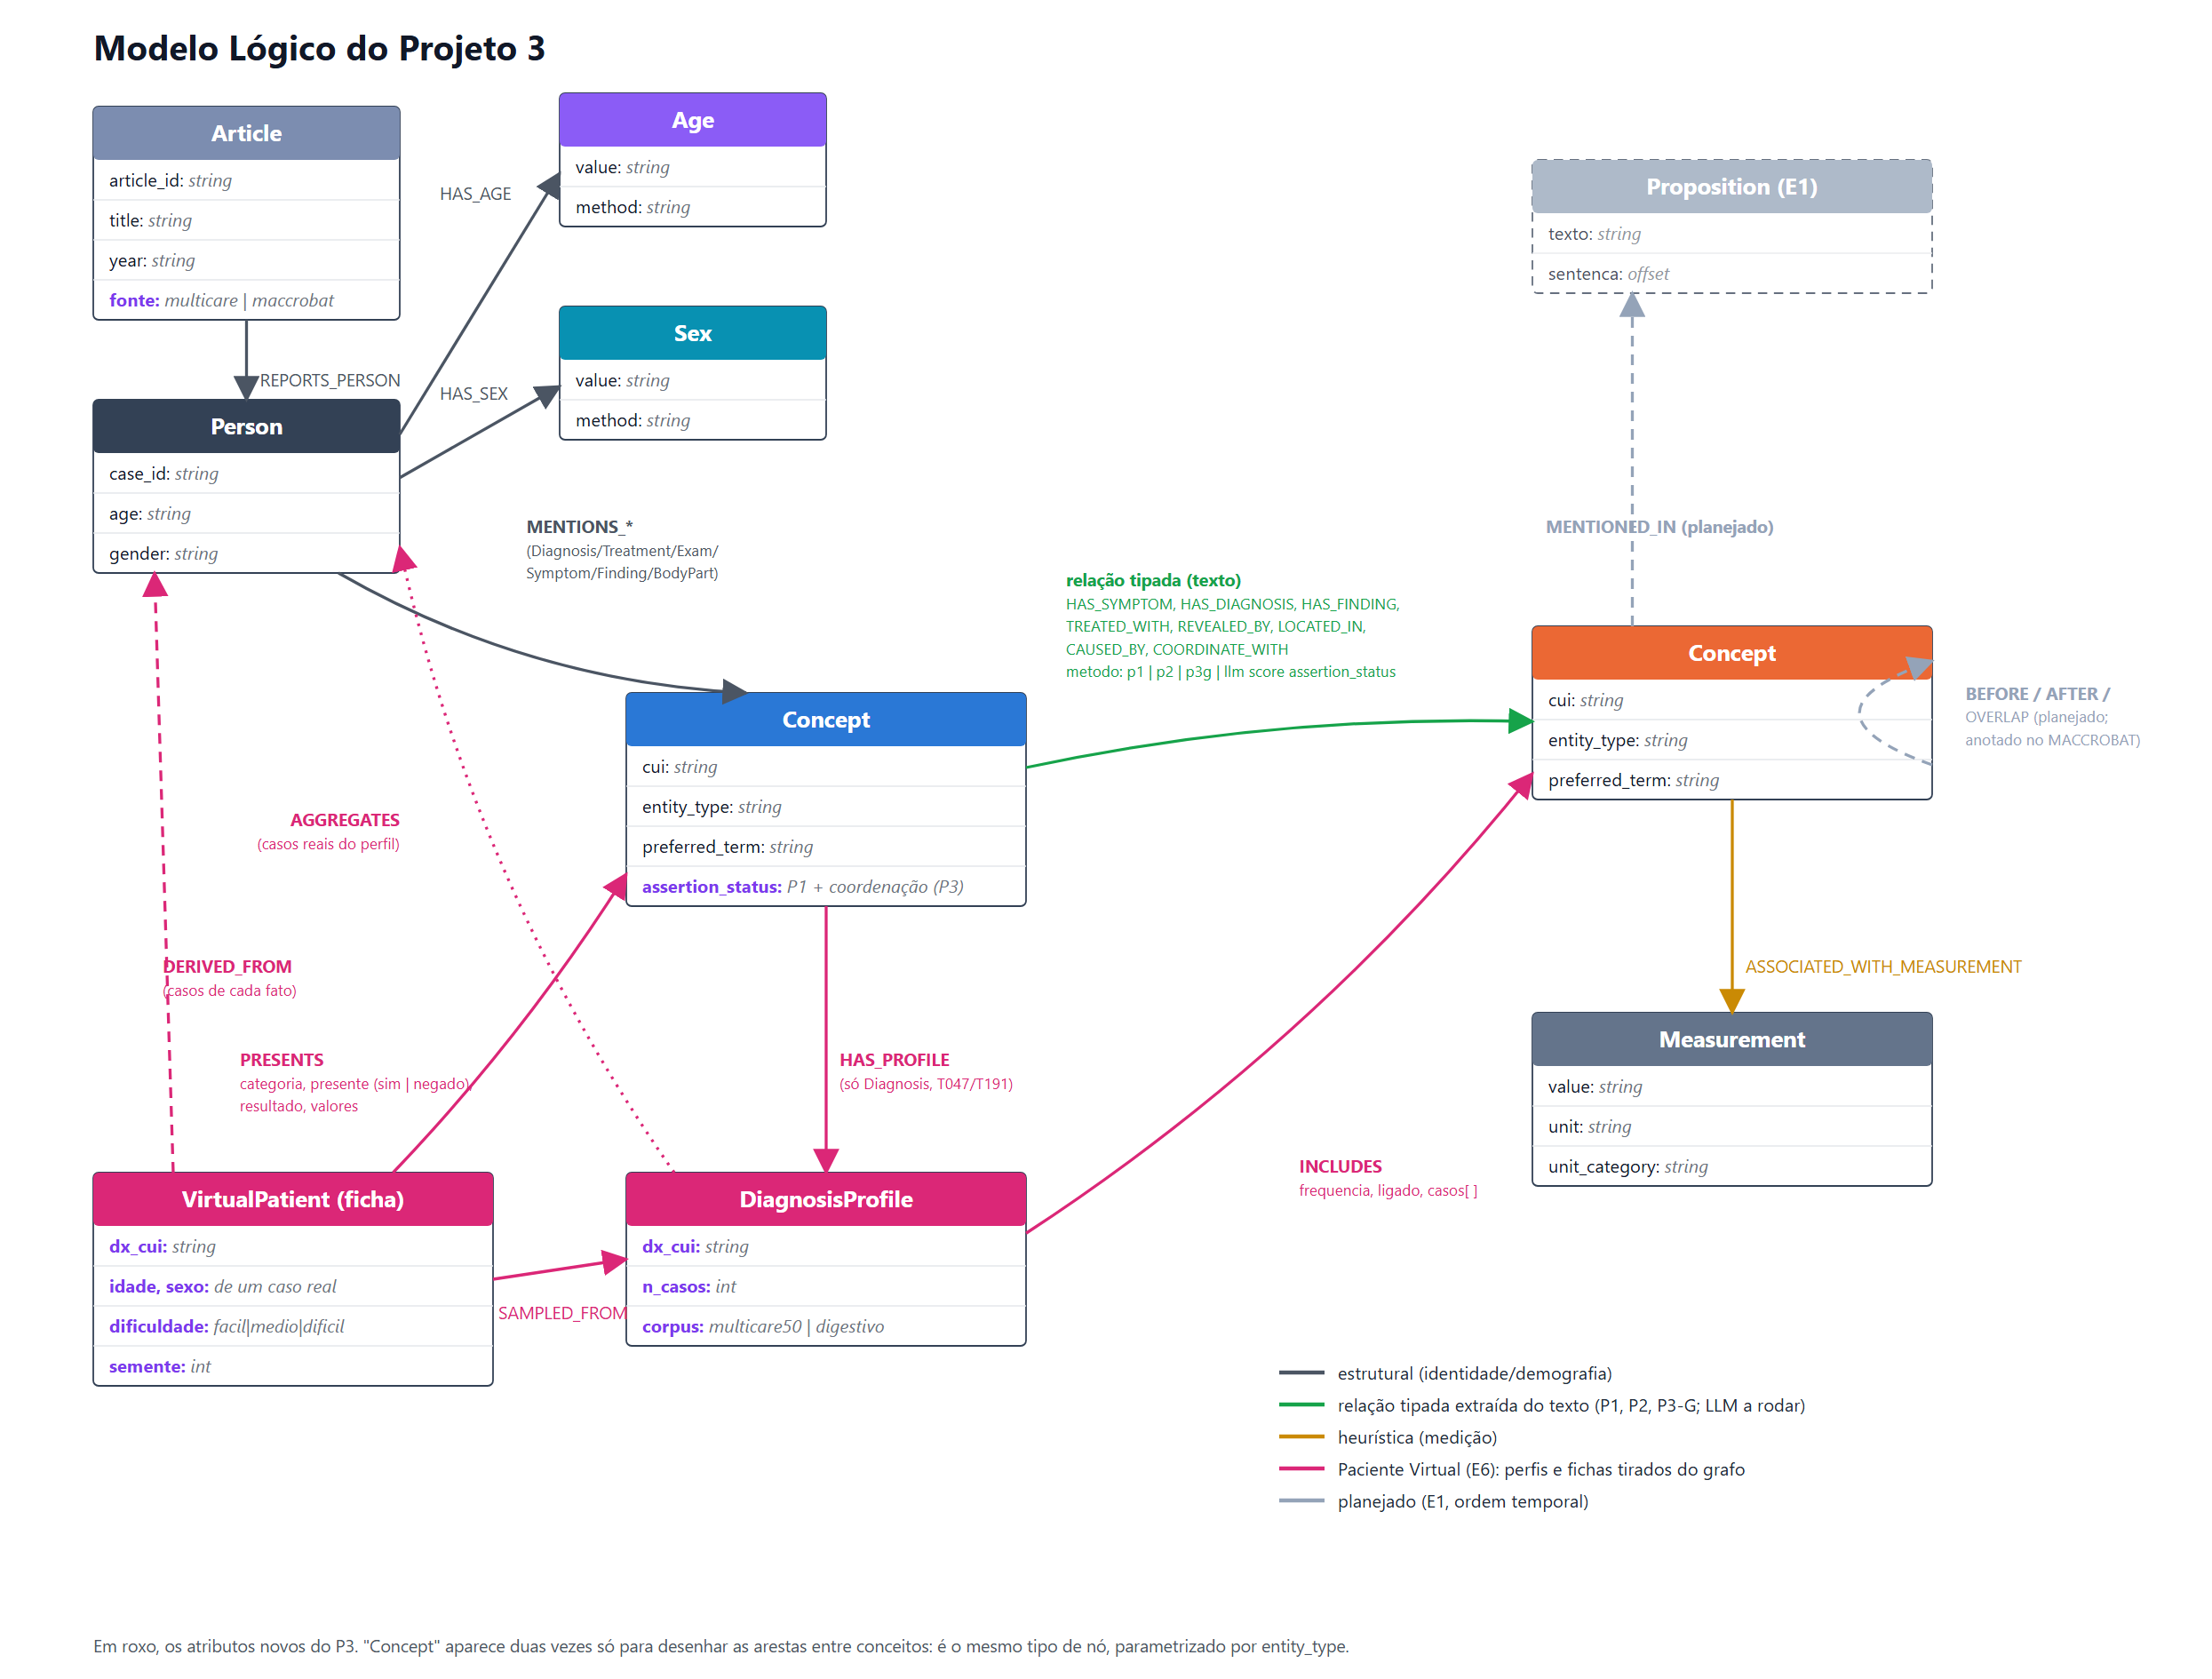 Modelo Lógico do Projeto 3
Article
article_id: string
title: string
year: string
fonte: multicare | maccrobat
Age
value: string
method: string
HAS_AGE
Sex
value: string
method: string
HAS_SEX
REPORTS_PERSON
Person
case_id: string
age: string
gender: string
Proposition (E1)
texto: string
sentenca: offset
MENTIONED_IN (planejado)
MENTIONS_*
(Diagnosis/Treatment/Exam/
Symptom/Finding/BodyPart)
relação tipada (texto)
HAS_SYMPTOM, HAS_DIAGNOSIS, HAS_FINDING,
TREATED_WITH, REVEALED_BY, LOCATED_IN,
CAUSED_BY, COORDINATE_WITH
metodo: p1 | p2 | p3g | llm score assertion_status
Concept
cui: string
entity_type: string
preferred_term: string
BEFORE / AFTER /
OVERLAP (planejado;
anotado no MACCROBAT)
Concept
cui: string
entity_type: string
preferred_term: string
assertion_status: P1 + coordenação (P3)
AGGREGATES
(casos reais do perfil)
DERIVED_FROM
(casos de cada fato)
PRESENTS
categoria, presente (sim | negado),
resultado, valores
HAS_PROFILE
(só Diagnosis, T047/T191)
ASSOCIATED_WITH_MEASUREMENT
Measurement
value: string
unit: string
unit_category: string
INCLUDES
frequencia, ligado, casos[ ]
VirtualPatient (ficha)
dx_cui: string
idade, sexo: de um caso real
dificuldade: facil|medio|dificil
semente: int
SAMPLED_FROM
DiagnosisProfile
dx_cui: string
n_casos: int
corpus: multicare50 | digestivo
estrutural (identidade/demografia)
relação tipada extraída do texto (P1, P2, P3-G; LLM a rodar)
heurística (medição)
Paciente Virtual (E6): perfis e fichas tirados do grafo
planejado (E1, ordem temporal)
Em roxo, os atributos novos do P3. "Concept" aparece duas vezes só para desenhar as arestas entre conceitos: é o mesmo tipo de nó, parametrizado por entity_type.